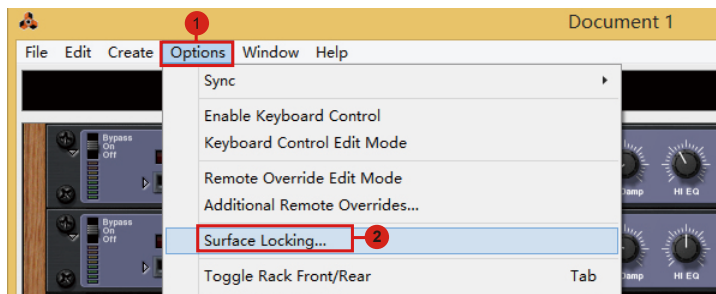 1
Document 1
File Edit Create Options Window Help
Sync
Enable Keyboard Control
Keyboard Control Edit Mode
Bypass
On
Off
Damp HI EQ
Remote Override Edit Mode
Additional Remote Overrides...
Bypass
On
Off
Surface Locking... 2
Toggle Rack Front/Rear Tab
Damp HI EQ